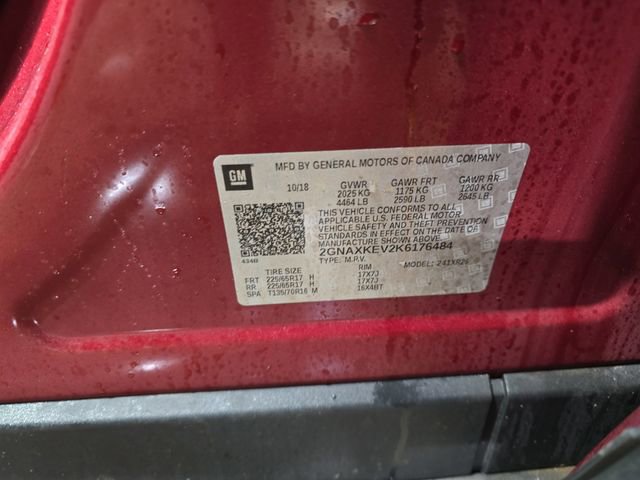 GM
MFD BY GENERAL MOTORS OF CANADA COMPANY
10/18 GVWR GAWR FRT GAWR RR
2025 KG 1175 KG 1200 KG
4464 LB 2590 LB 2645 LB
THIS VEHICLE CONFORMS TO ALL
APPLICABLE U.S. FEDERAL MOTOR
VEHICLE SAFETY AND THEFT PREVENTION
STANDARDS IN EFFECT ON THE DATE OF
MANUFACTURE SHOWN ABOVE.
2GNAXKEV2K6176484
TYPE: M.P.V. MODEL:
TIRE SIZE RIM
FRT 225/65R17 H 17X7J
RR 225/65R17 H 17X7J
SPA T135/70R16 M 16X4BT